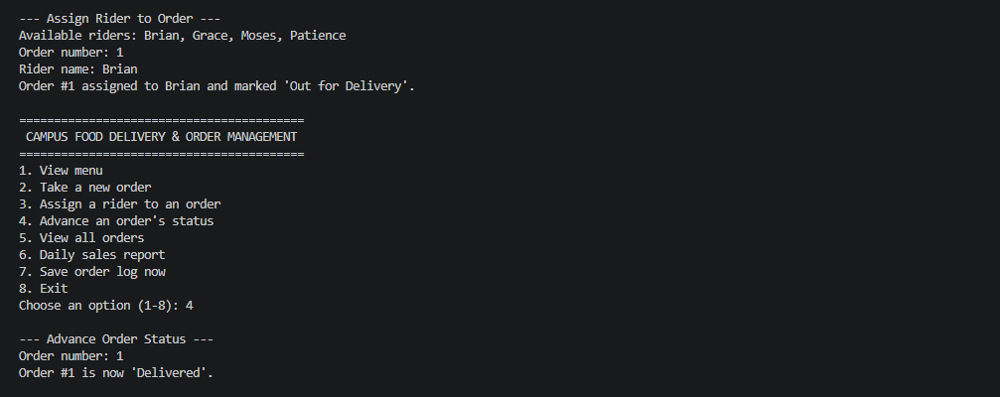 --- Assign Rider to Order ---
Available riders: Brian, Grace, Moses, Patience
Order number: 1
Rider name: Brian
Order #1 assigned to Brian and marked 'Out for Delivery'.
=========================================
CAMPUS FOOD DELIVERY & ORDER MANAGEMENT
=========================================
1. View menu
2. Take a new order
3. Assign a rider to an order
4. Advance an order's status
5. View all orders
6. Daily sales report
7. Save order log now
8. Exit
Choose an option (1-8): 4
--- Advance Order Status ---
Order number: 1
Order #1 is now 'Delivered'.